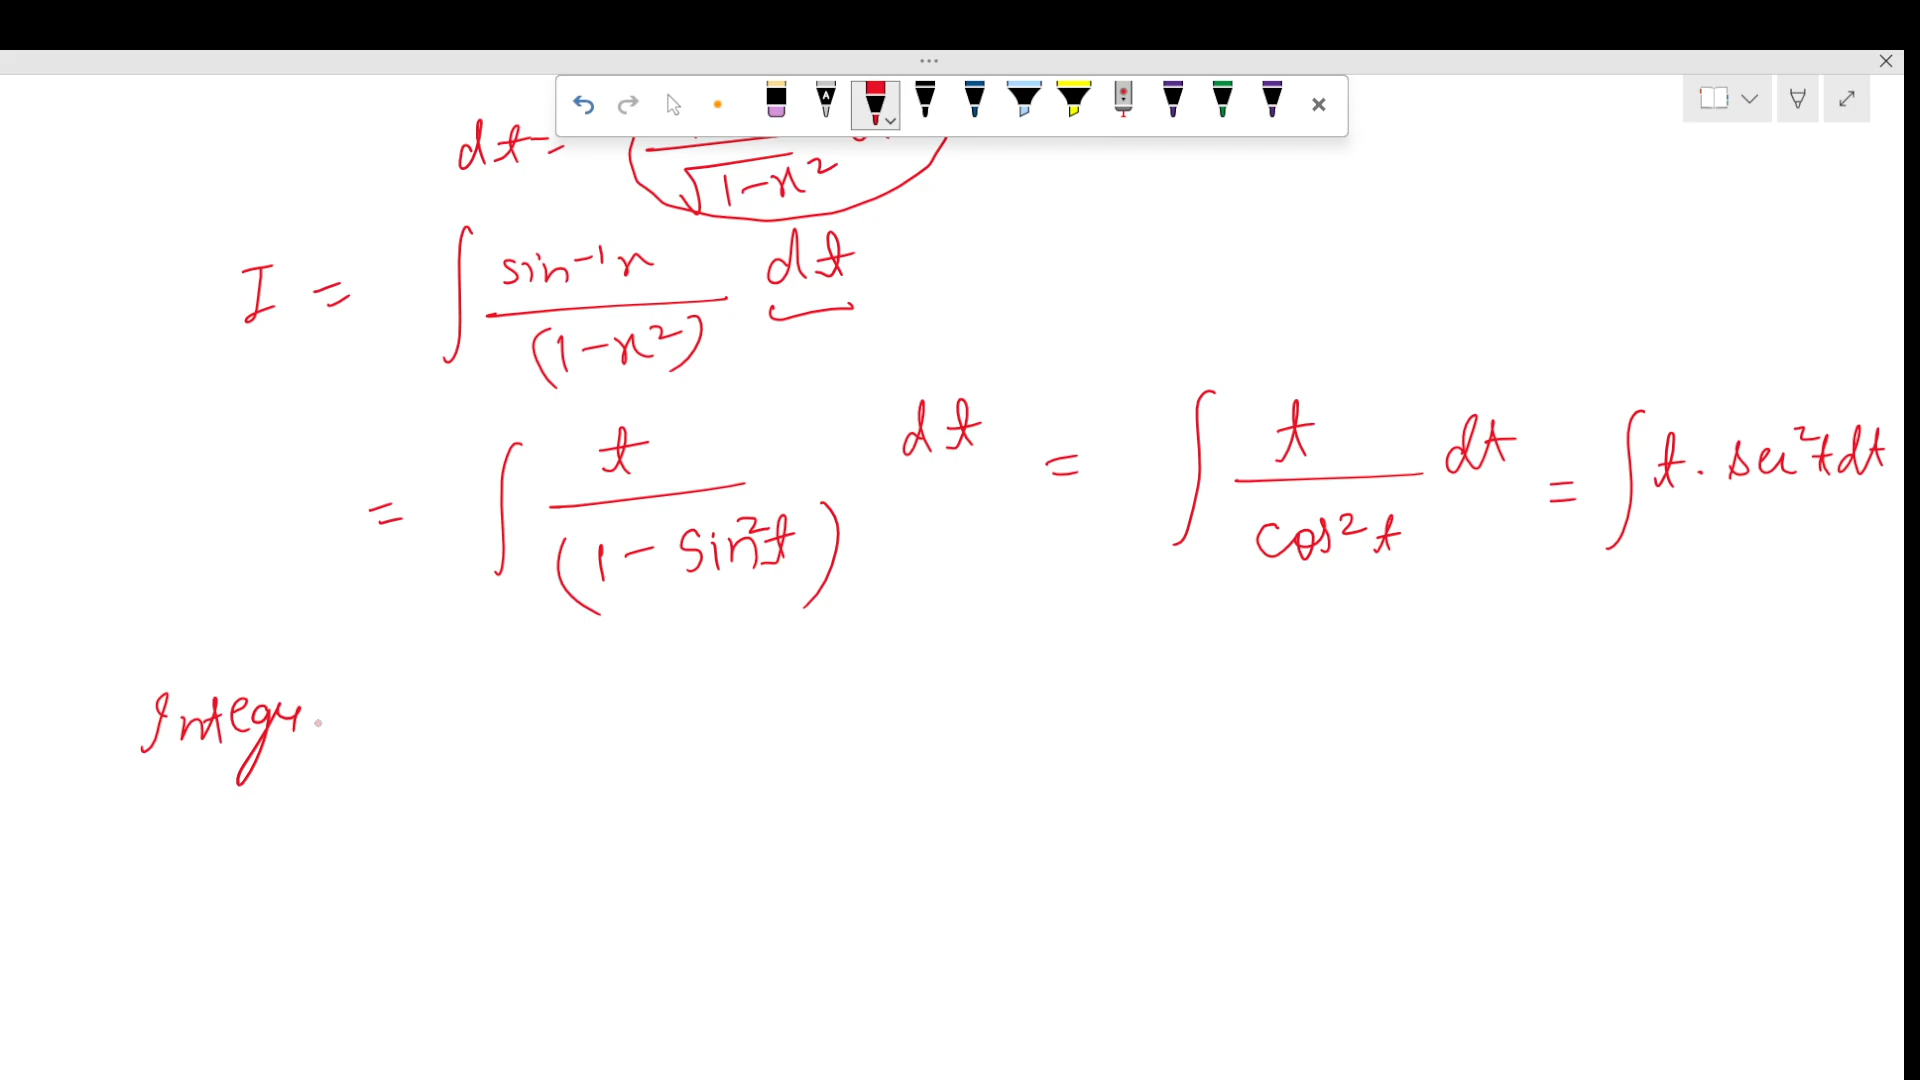 dt = √1-x²
I = ∫ sin⁻¹x / (1-x²) dt
= ∫ t / (1 - sin²t) dt = ∫ t / cos²t dt = ∫ t . sec²t dt
Integr